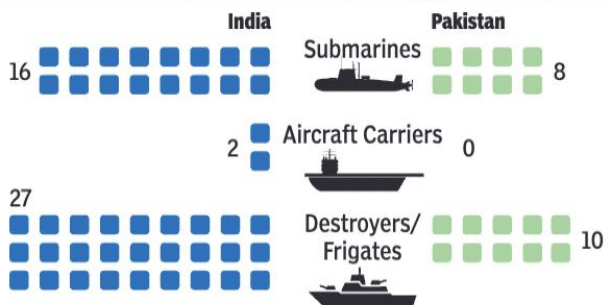 India Pakistan
16 Submarines 8
2 Aircraft Carriers 0
27
Destroyers/
Frigates
10